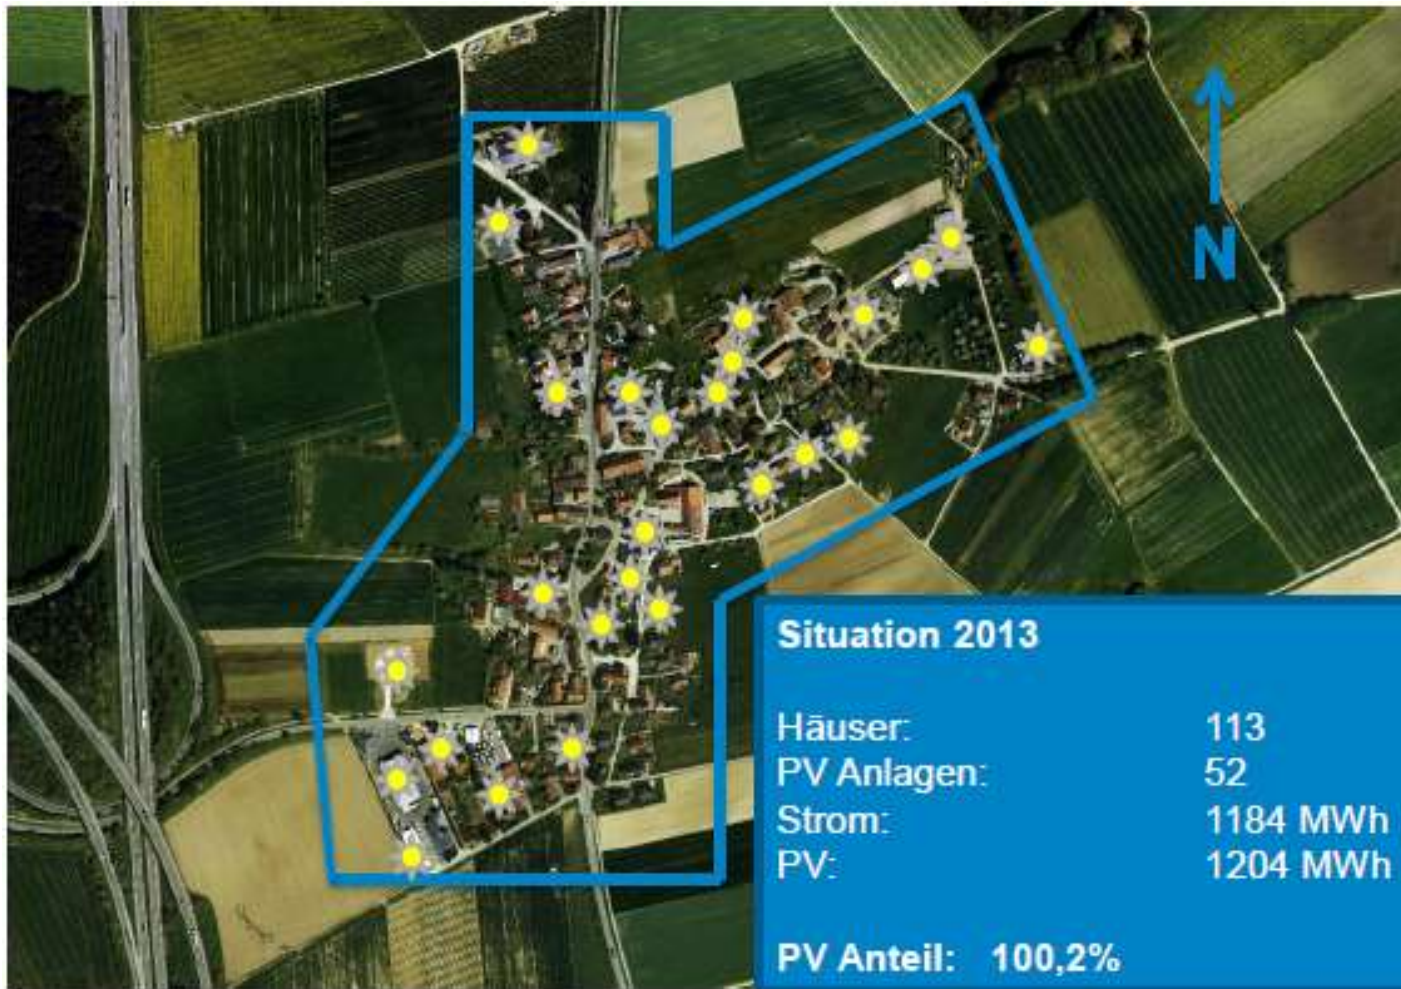 N
Situation 2013
Häuser: 113
PV Anlagen: 52
Strom: 1184 MWh
PV: 1204 MWh
PV Anteil: 100,2%